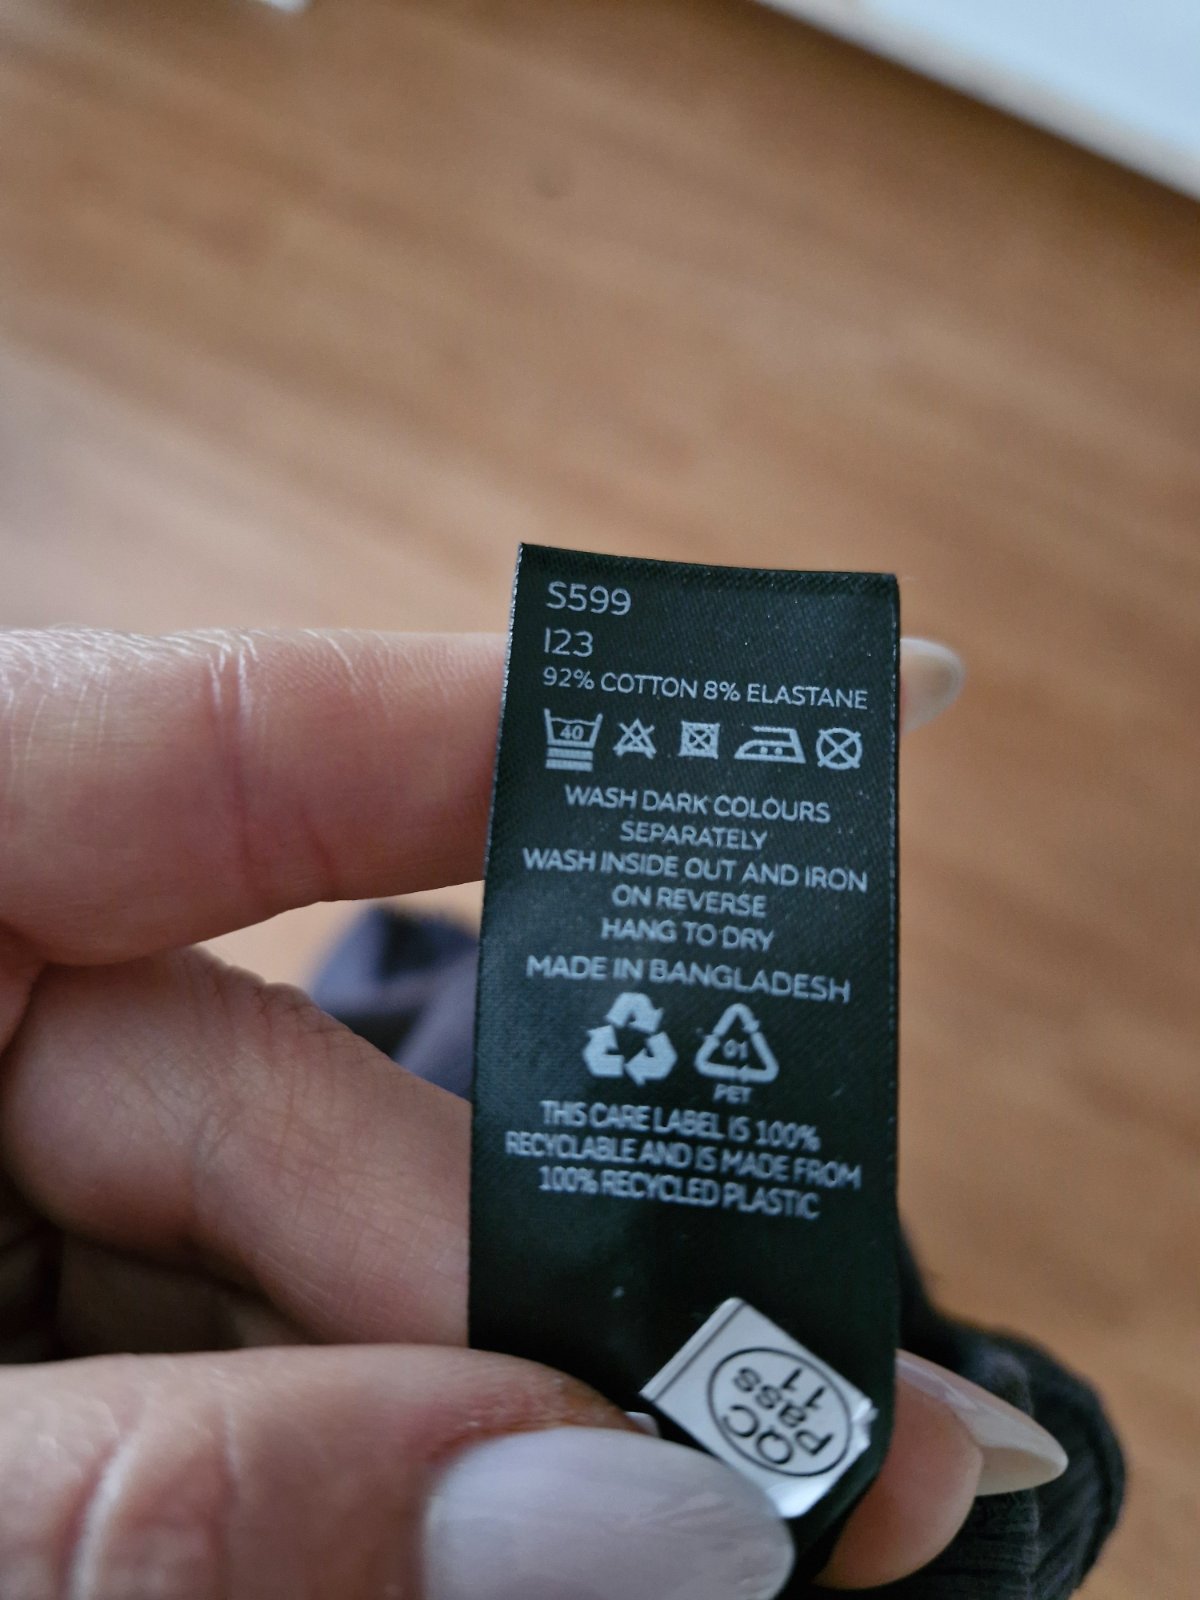 S599
I23
92% COTTON 8% ELASTANE
40
WASH DARK COLOURS
SEPARATELY
WASH INSIDE OUT AND IRON
ON REVERSE
HANG TO DRY
MADE IN BANGLADESH
01
PET
THIS CARE LABEL IS 100%
RECYCLABLE AND IS MADE FROM
100% RECYCLED PLASTIC
QC
Pass
11